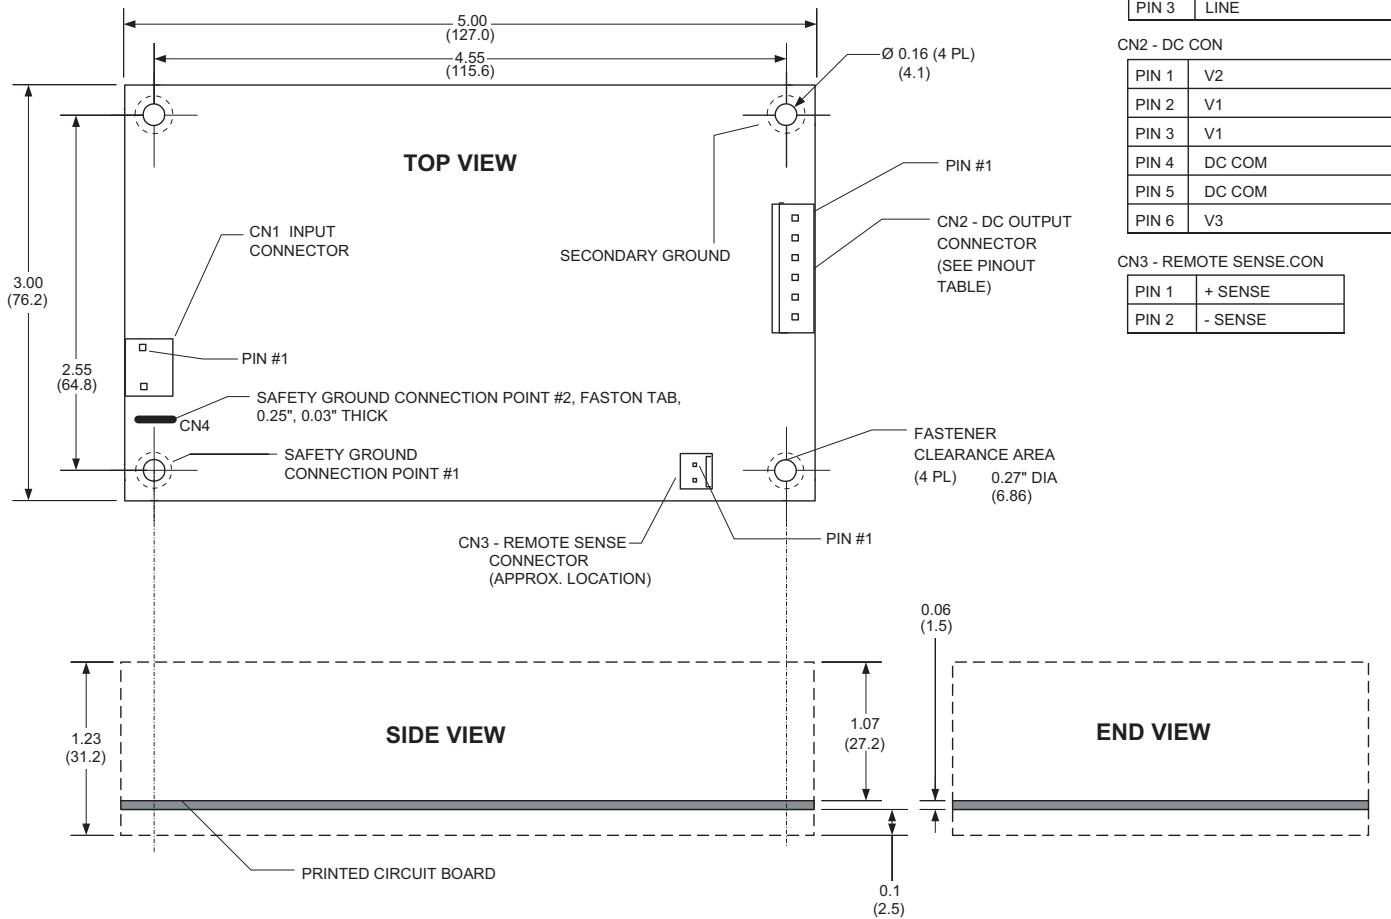 5.00
(127.0)
4.55
(115.6)
Ø 0.16 (4 PL)
(4.1)
TOP VIEW
PIN #1
CN1 INPUT
CONNECTOR
SECONDARY GROUND
CN2 - DC OUTPUT
CONNECTOR
(SEE PINOUT
TABLE)
3.00
(76.2)
2.55
(64.8)
PIN #1
SAFETY GROUND CONNECTION POINT #2, FASTON TAB,
0.25", 0.03" THICK
CN4
SAFETY GROUND
CONNECTION POINT #1
FASTENER
CLEARANCE AREA
(4 PL) 0.27" DIA
(6.86)
CN3 - REMOTE SENSE
CONNECTOR
(APPROX. LOCATION)
PIN #1
PIN 3 LINE
CN2 - DC CON
PIN 1 V2
PIN 2 V1
PIN 3 V1
PIN 4 DC COM
PIN 5 DC COM
PIN 6 V3
CN3 - REMOTE SENSE.CON
PIN 1 + SENSE
PIN 2 - SENSE
1.23
(31.2)
SIDE VIEW
1.07
(27.2)
0.06
(1.5)
END VIEW
PRINTED CIRCUIT BOARD
0.1
(2.5)